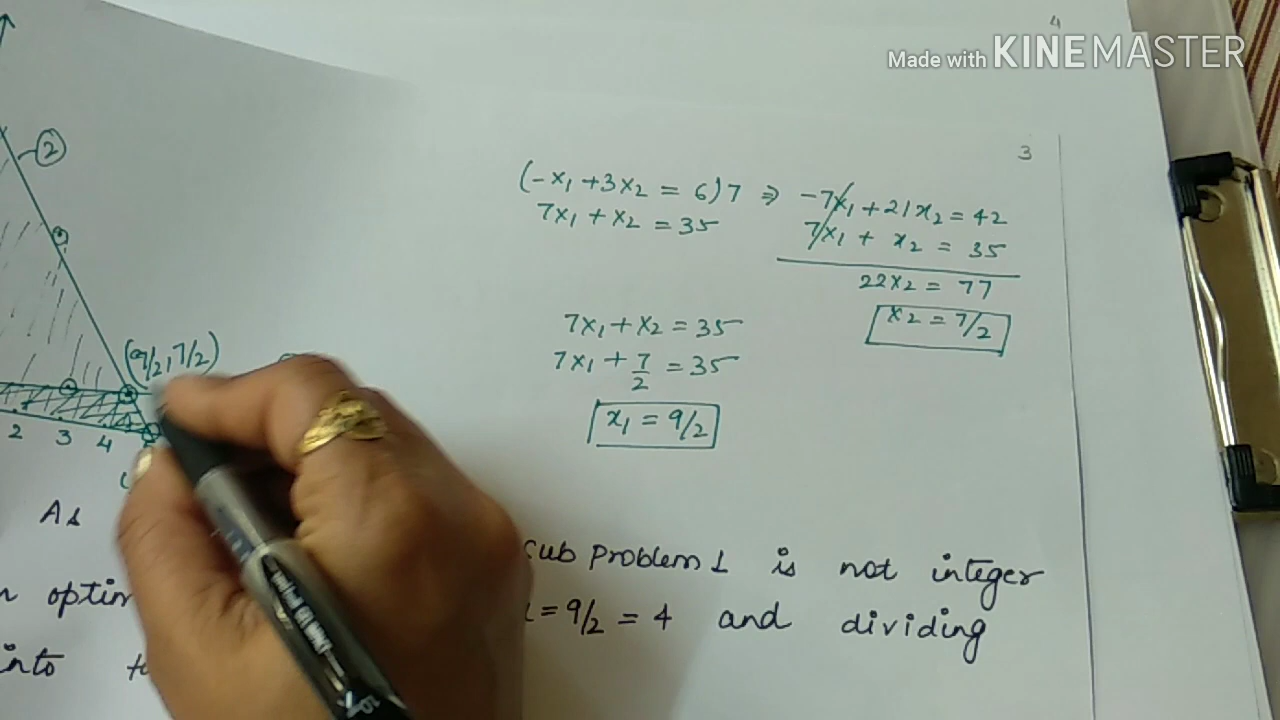 4
Made with KINEMASTER
3
(-x₁ + 3x₂ = 6)7 ⇒ -7x₁ + 21x₂ = 42
7x₁ + x₂ = 35
7x₁ + x₂ = 35
22x₂ = 77
x₂ = 7/2
7x₁ + x₂ = 35
7x₁ + 7/2 = 35
x₁ = 9/2
2
(9/2, 7/2)
2 3 4
As
sub problem 1 is not integer
= 9/2 = 4 and dividing
into